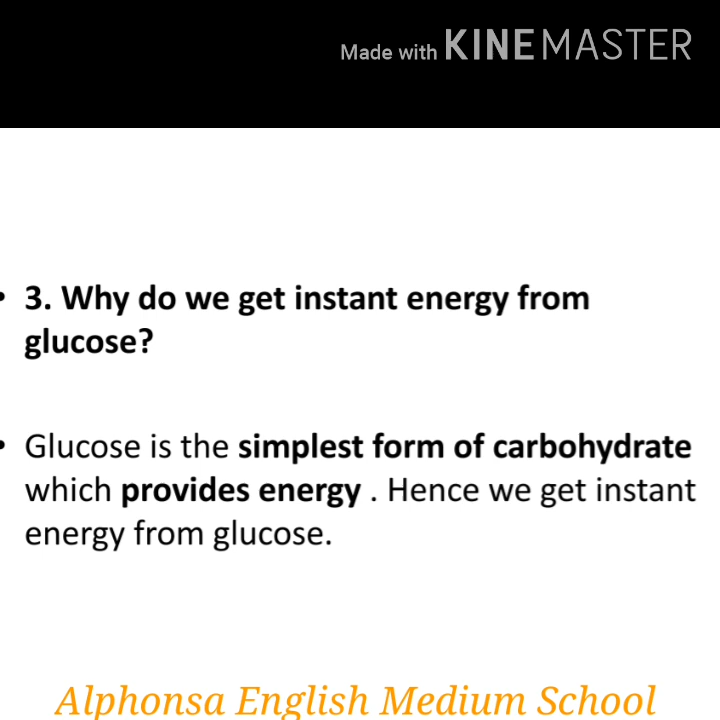 Made with KINEMASTER
• 3. Why do we get instant energy from
glucose?
• Glucose is the simplest form of carbohydrate
which provides energy . Hence we get instant
energy from glucose.
Alphonsa English Medium School